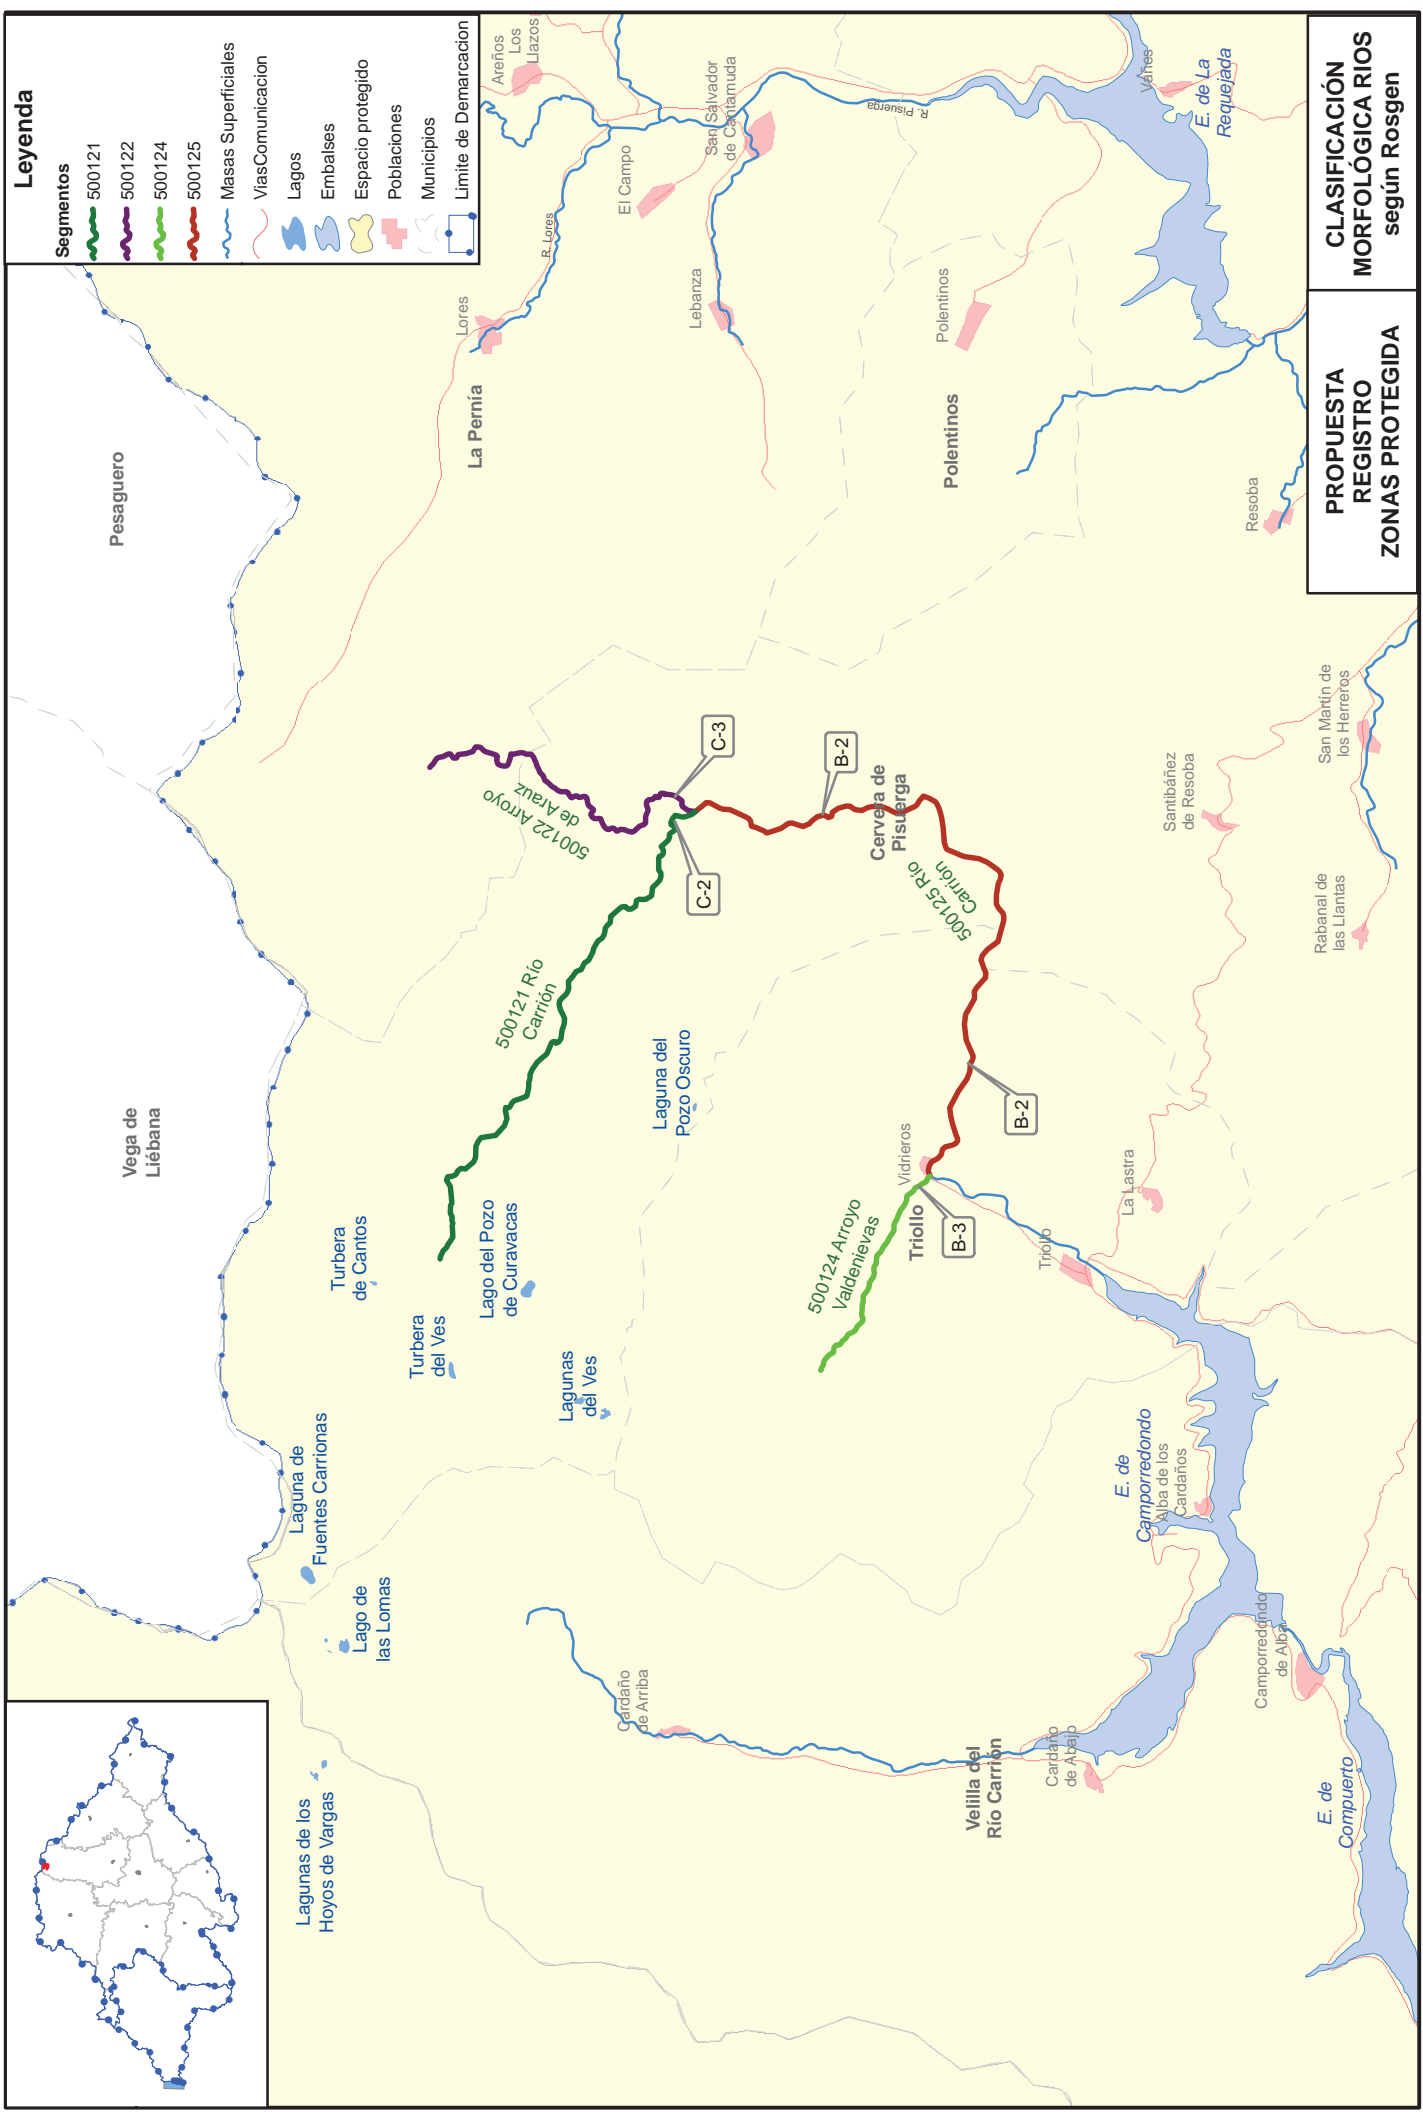 Leyenda
Segmentos
500121
500122
500124
500125
Masas Superficiales
ViasComunicacion
Lagos
Embalses
Espacio protegido
Poblaciones
Municipios
Limite de Demarcacion
Pesaguero
Vega de
Liébana
Turbera
de Cantos
Turbera
del Ves
Lago del Pozo
de Curavacas
Lagunas
del Ves
Laguna de
Fuentes Carrionas
Lago de
las Lomas
Lagunas de los
Hoyos de Vargas
Laguna del
Pozo Oscuro
500121 Río
Carrión
500122 Arroyo
de Arauz
500124 Arroyo
Valdenievas
500125 Río
Carrión
C-2
C-3
B-2
B-2
B-3
Areños
Los
Llazos
San Salvador
de Cantamuda
El Campo
R. Lores
Lores
La Pernía
Lebanza
R. Pisuerga
Vañes
E. de La
Requejada
Polentinos
Polentinos
Resoba
Cervera de
Pisuerga
San Martín de
los Herreros
Santibáñez
de Resoba
Rabanal de
las Llantas
Vidrieros
Triollo
Triollo
La Lastra
E. de
Camporredondo
Alba de los
Cardaños
Camporredondo
de Alba
Cardaño
de Arriba
Cardaño
de Abajo
Velilla del
Río Carrión
E. de
Compuerto
PROPUESTA
REGISTRO
ZONAS PROTEGIDA
CLASIFICACIÓN
MORFOLÓGICA RIOS
según Rosgen